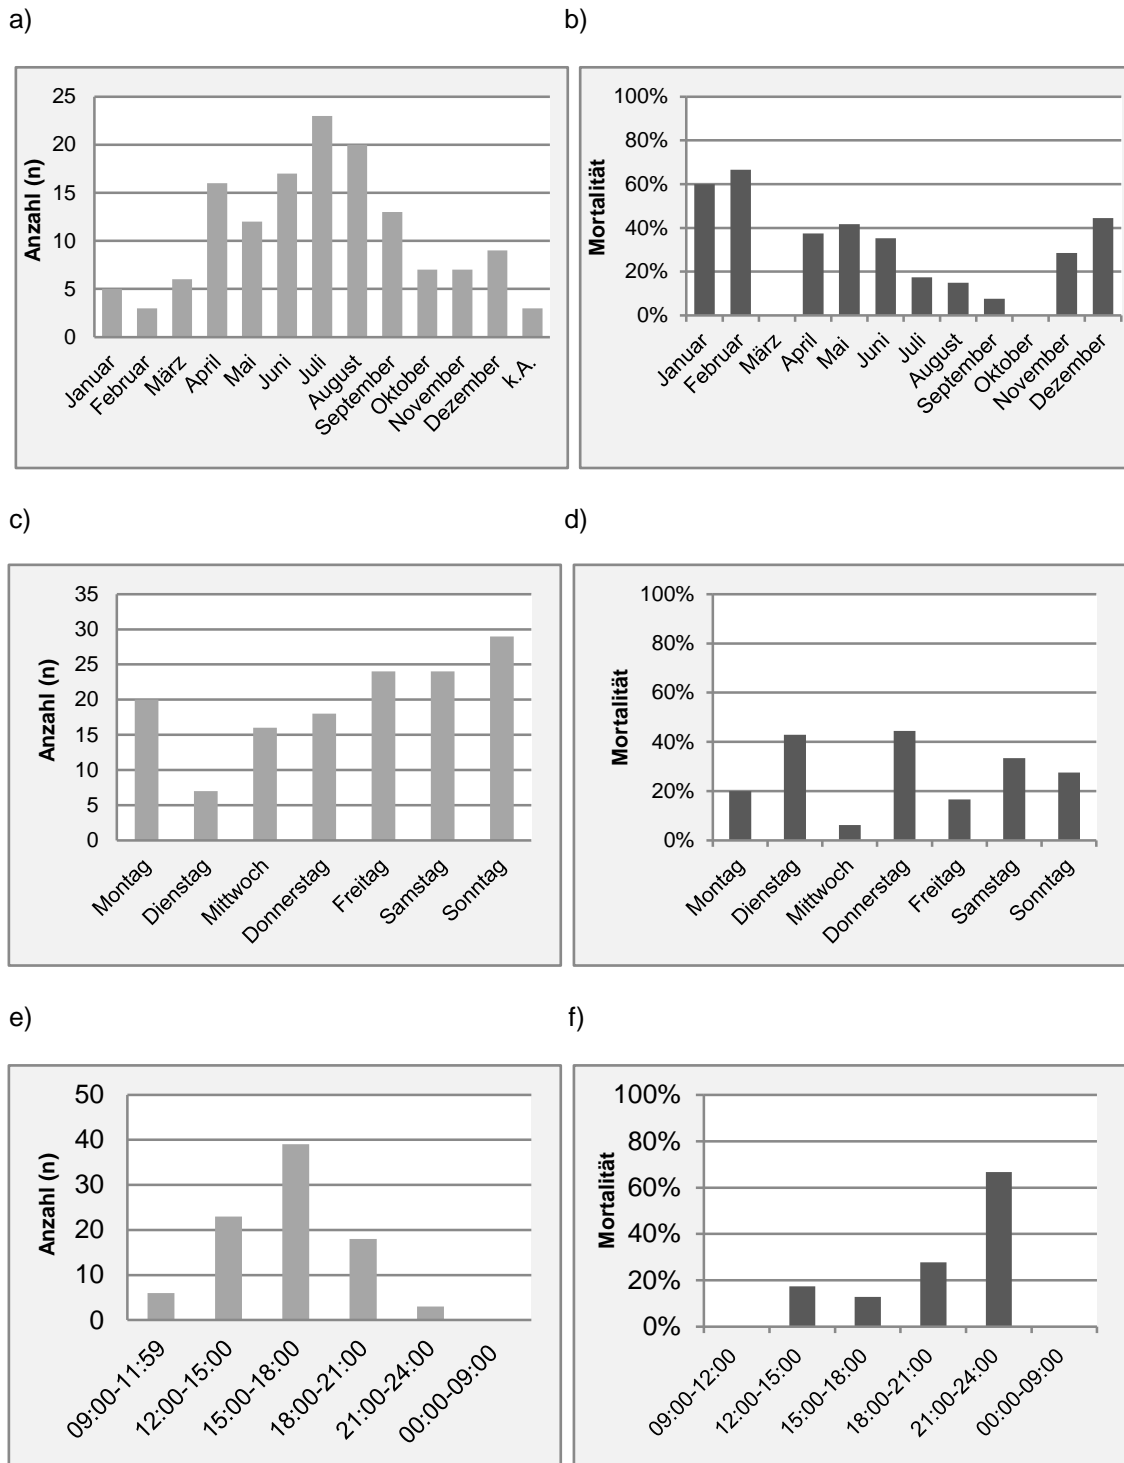 a)
b)
25
20
15
10
5
0
Anzahl (n)
Januar
Februar
März
April
Mai
Juni
Juli
August
September
Oktober
November
Dezember
k.A.
100%
80%
60%
40%
20%
0%
Mortalität
Januar
Februar
März
April
Mai
Juni
Juli
August
September
Oktober
November
Dezember
c)
d)
35
30
25
20
15
10
5
0
Anzahl (n)
Montag
Dienstag
Mittwoch
Donnerstag
Freitag
Samstag
Sonntag
100%
80%
60%
40%
20%
0%
Mortalität
Montag
Dienstag
Mittwoch
Donnerstag
Freitag
Samstag
Sonntag
e)
f)
50
40
30
20
10
0
Anzahl (n)
09:00-11:59
12:00-15:00
15:00-18:00
18:00-21:00
21:00-24:00
00:00-09:00
100%
80%
60%
40%
20%
0%
Mortalität
09:00-12:00
12:00-15:00
15:00-18:00
18:00-21:00
21:00-24:00
00:00-09:00